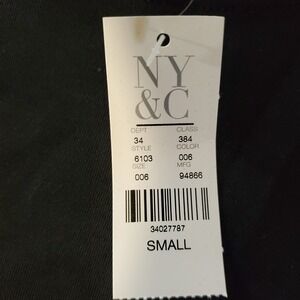 NY
&C
DEPT CLASS
34 384
STYLE COLOR
6103 006
SIZE MFG
006 94866
34027787
SMALL